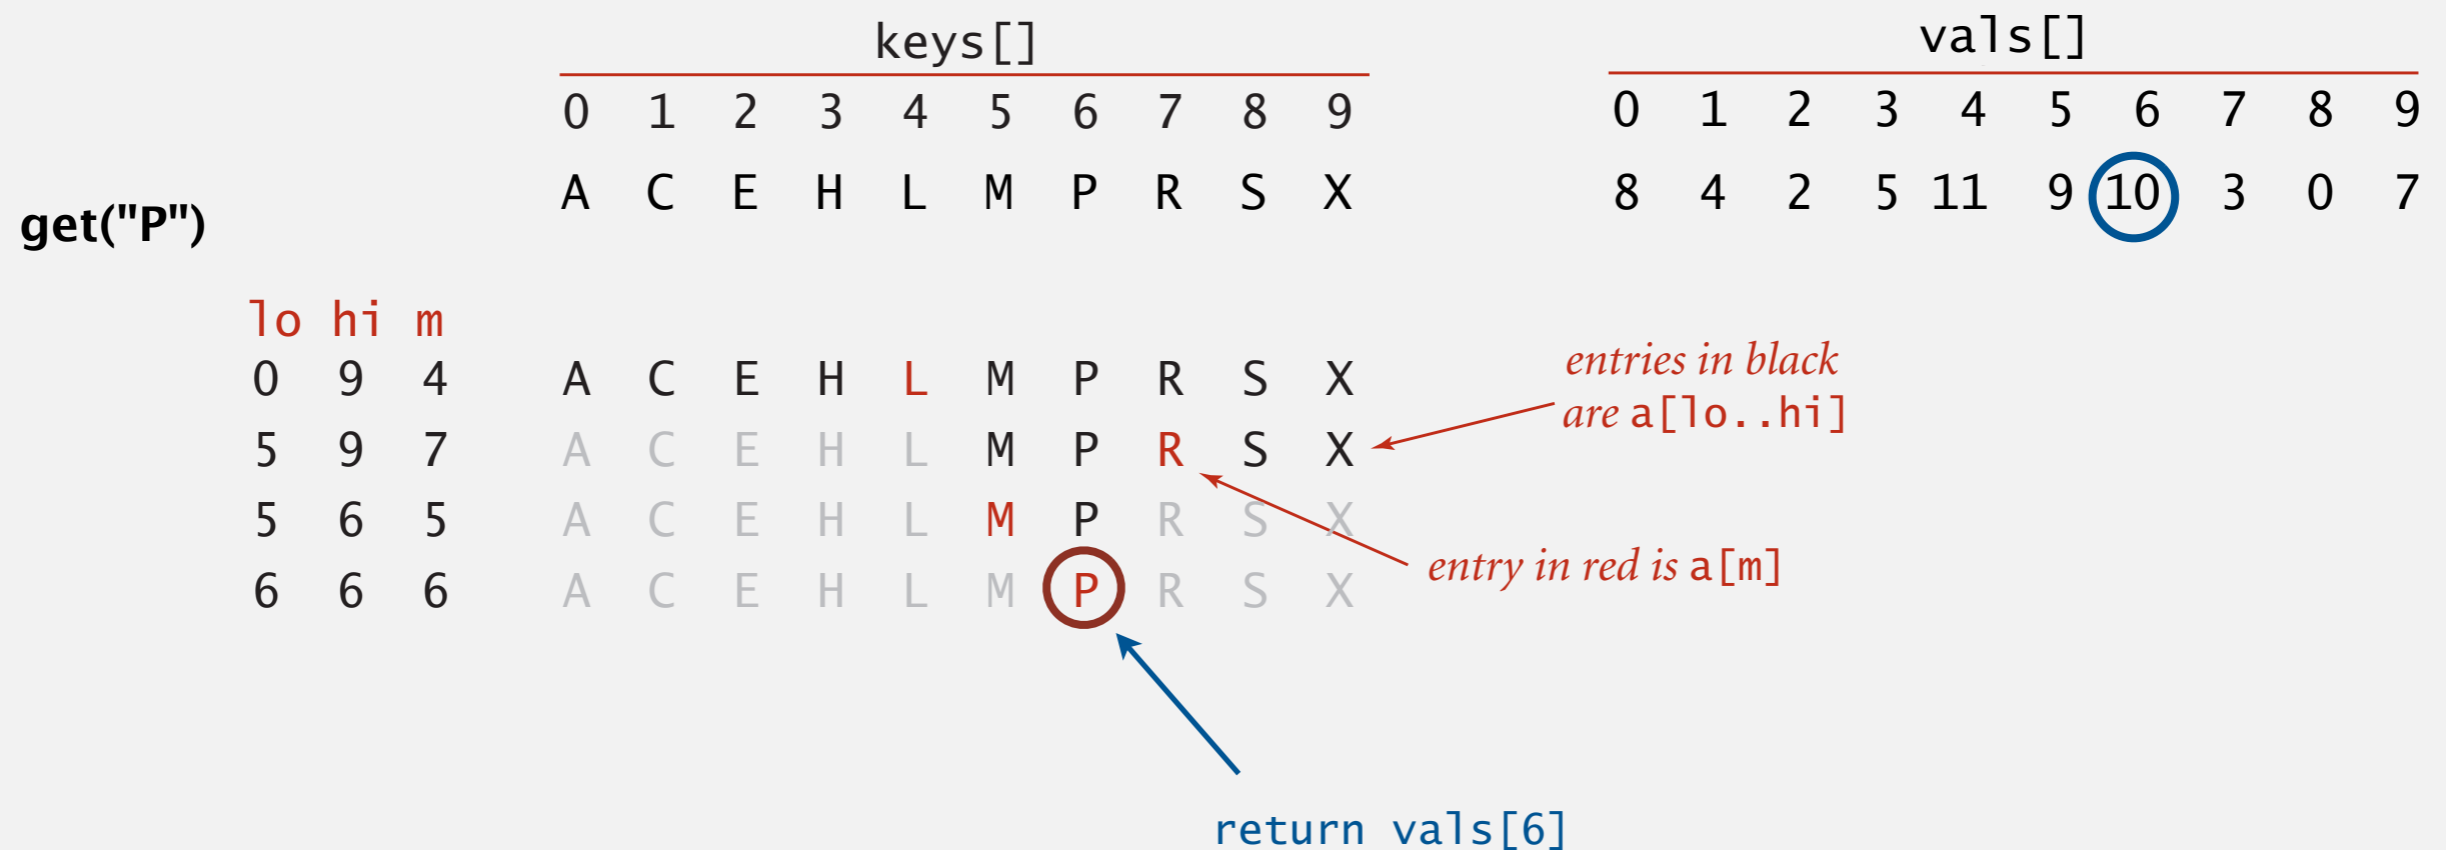 keys[] vals[]
0 1 2 3 4 5 6 7 8 9 0 1 2 3 4 5 6 7 8 9
A C E H L M P R S X 8 4 2 5 11 9 10 3 0 7
get("P")
lo hi m
0 9 4 A C E H L M P R S X
entries in black
are a[lo..hi]
5 9 7 A C E H L M P R S X
5 6 5 A C E H L M P R S X
entry in red is a[m]
6 6 6 A C E H L M P R S X
return vals[6]